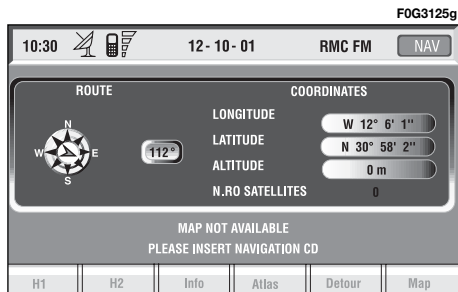 F0G3125g
10:30 12 - 10 - 01 RMC FM NAV
ROUTE COORDINATES
N
W E
S
112°
LONGITUDE W 12° 6' 1"
LATITUDE N 30° 58' 2"
ALTITUDE 0 m
N.RO SATELLITES 0
MAP NOT AVAILABLE
PLEASE INSERT NAVIGATION CD
H1 H2 Info Atlas Detour Map